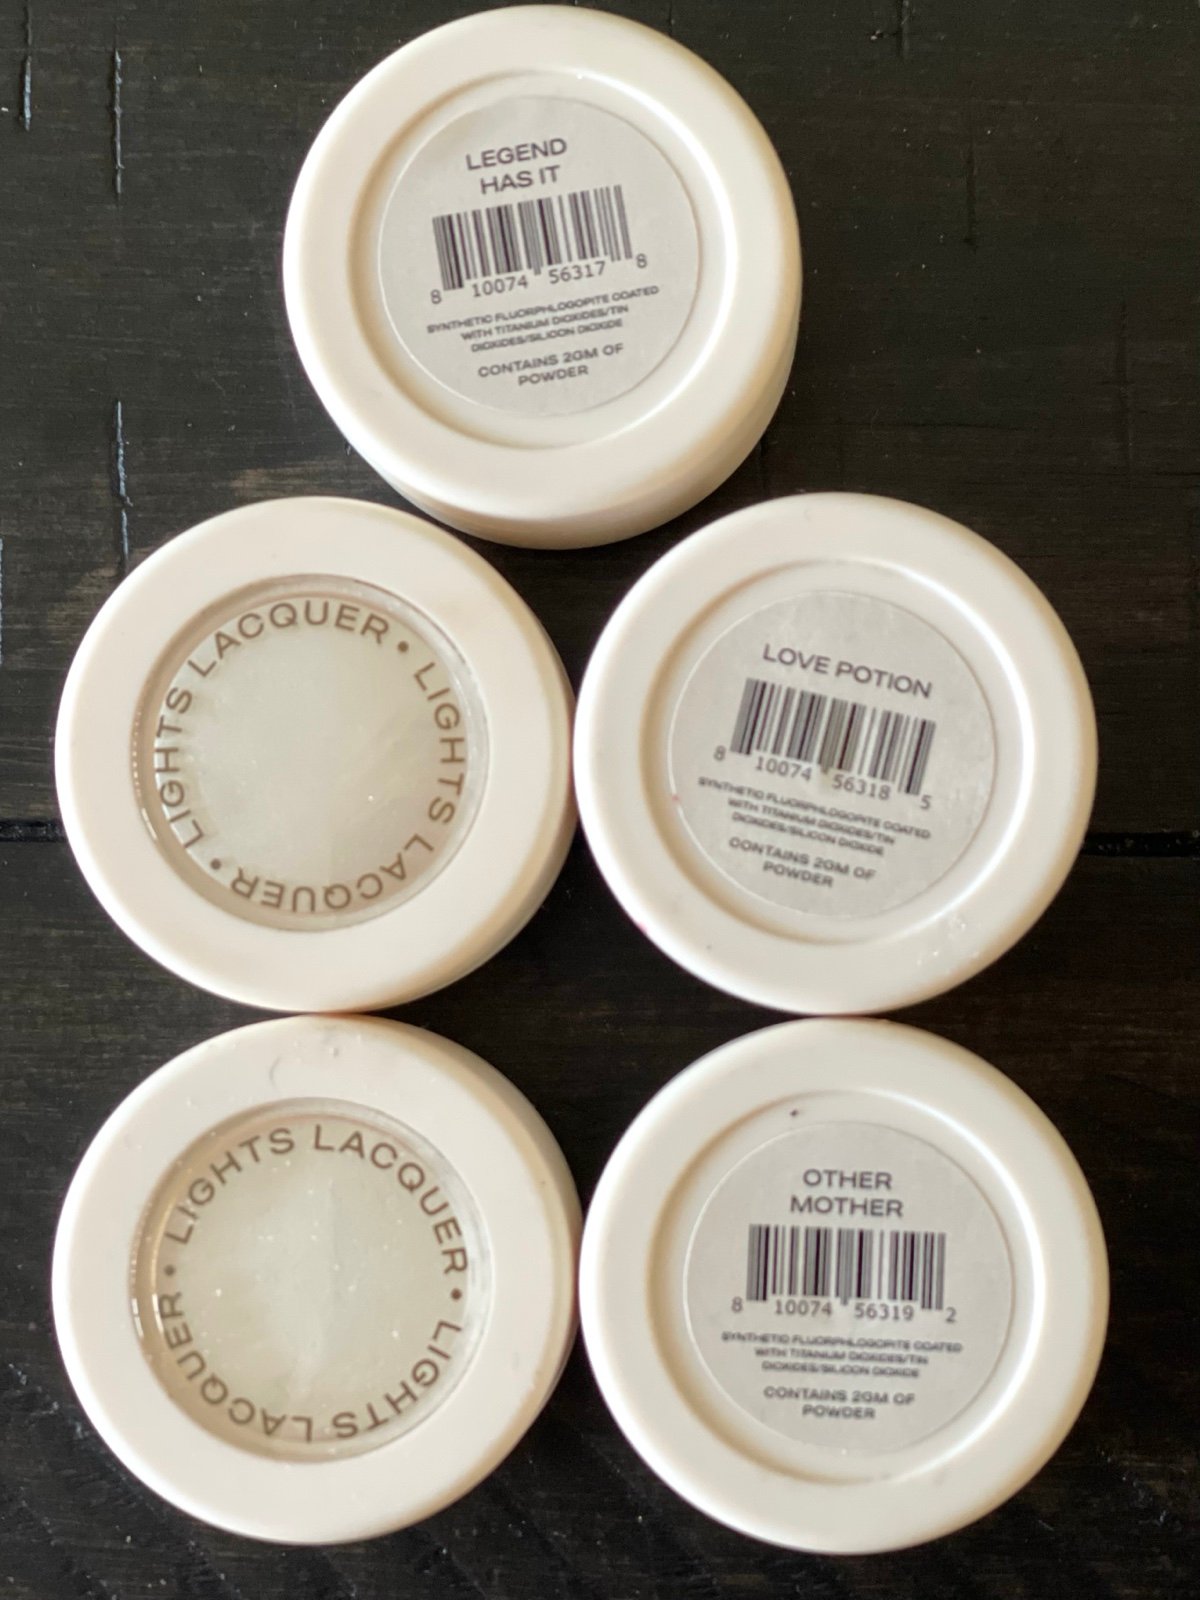 LEGEND
HAS IT
8 10074 56317 8
SYNTHETIC FLUORPHLOGOPITE COATED
WITH TITANIUM DIOXIDES/TIN
DIOXIDES/SILICON DIOXIDE
CONTAINS 2GM OF
POWDER
LIGHTS LACQUER • LIGHTS LACQUER •
LOVE POTION
8 10074 56318 5
SYNTHETIC FLUORPHLOGOPITE COATED
WITH TITANIUM DIOXIDES/TIN
DIOXIDES/SILICON DIOXIDE
CONTAINS 2GM OF
POWDER
LIGHTS LACQUER • LIGHTS LACQUER •
OTHER
MOTHER
8 10074 56319 2
SYNTHETIC FLUORPHLOGOPITE COATED
WITH TITANIUM DIOXIDES/TIN
DIOXIDES/SILICON DIOXIDE
CONTAINS 2GM OF
POWDER